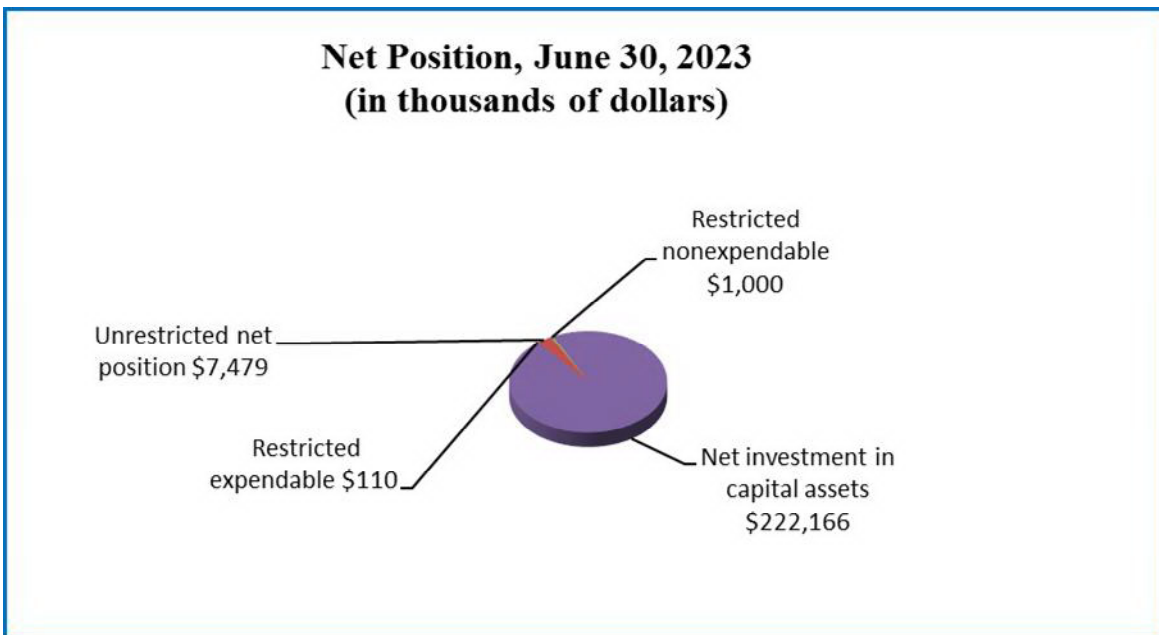 Net Position, June 30, 2023
(in thousands of dollars)
Restricted
nonexpendable
$1,000
Unrestricted net
position $7,479
Restricted
expendable $110
Net investment in
capital assets
$222,166